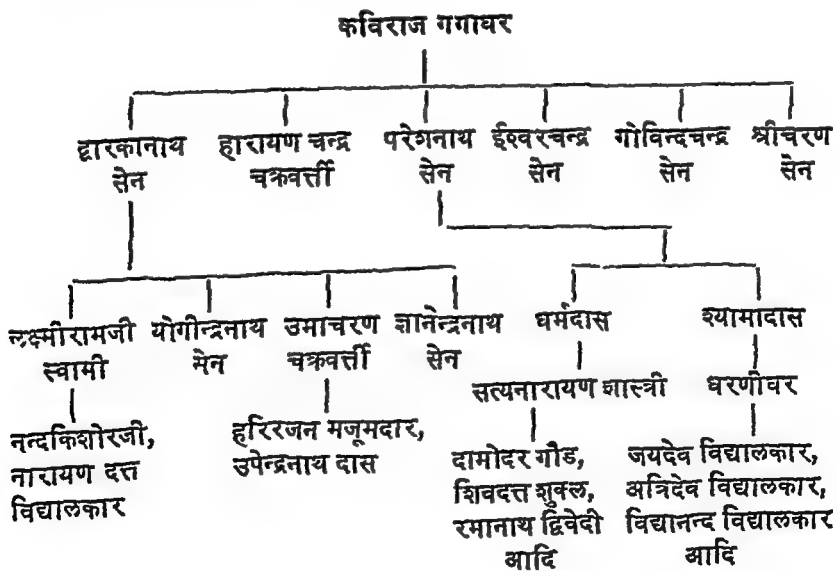 कविराज गगाधर
द्वारकानाथ सेन
हारायण चन्द्र चक्रवर्त्ती
परेशनाथ सेन
ईश्वरचन्द्र सेन
गोविन्दचन्द्र सेन
श्रीचरण सेन
लक्ष्मीरामजी स्वामी
योगीन्द्रनाथ सेन
उमाचरण चक्रवर्त्ती
ज्ञानेन्द्रनाथ सेन
धर्मदास
श्यामादास
सत्यनारायण शास्त्री
धरणीधर
नन्दकिशोरजी,
नारायण दत्त
विद्यालकार
हरिरजन मजूमदार,
उपेन्द्रनाथ दास
दामोदर गौड,
शिवदत्त शुक्ल,
रमानाथ द्विवेदी
आदि
जयदेव विद्यालकार,
अत्रिदेव विद्यालकार,
विद्यानन्द विद्यालकार
आदि